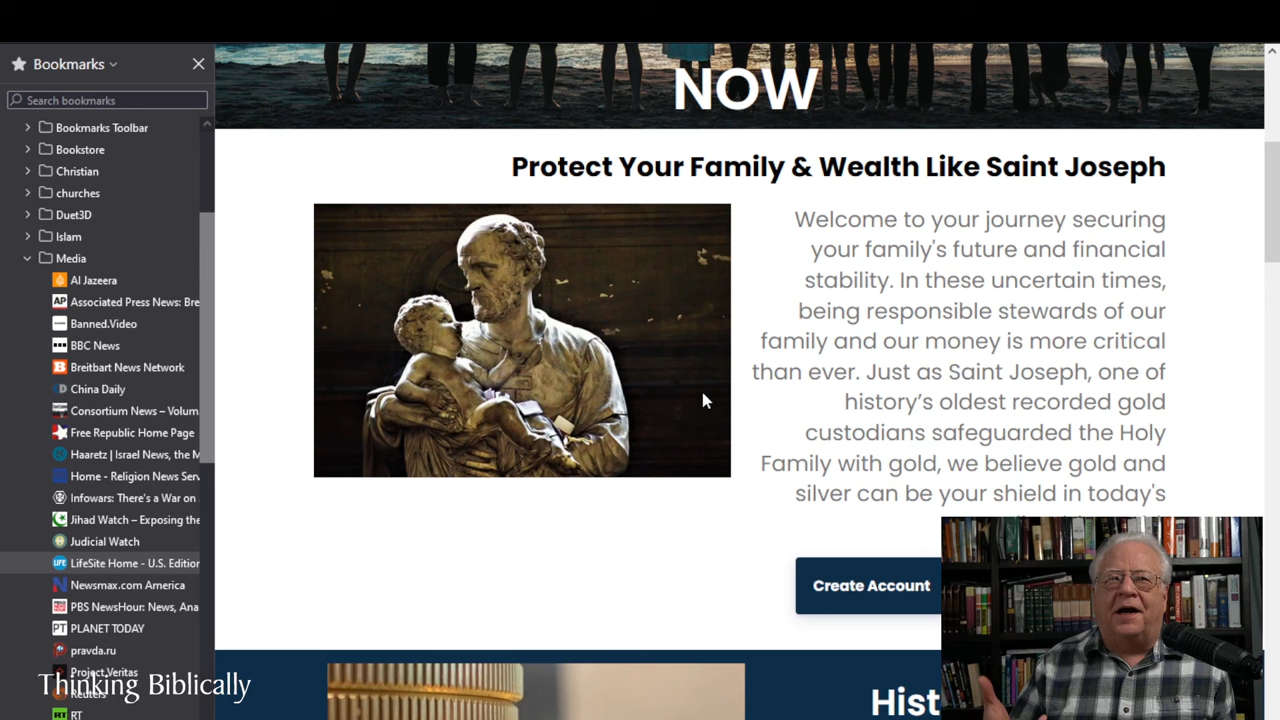 Bookmarks
Search bookmarks
Bookmarks Toolbar
Bookstore
Christian
churches
Duet3D
Islam
Media
Al Jazeera
AP Associated Press News: Bre
Banned.Video
BBC News
B Breitbart News Network
China Daily
Consortium News – Volum
Free Republic Home Page
Haaretz | Israel News, the M
Home - Religion News Serv
Infowars: There's a War on
Jihad Watch – Exposing the
Judicial Watch
LIFE LifeSite Home - U.S. Edition
N Newsmax.com America
PBS NewsHour: News, Ana
PT PLANET TODAY
pravda.ru
Project Veritas
Reuters
RT RT
Thinking Biblically
NOW
Protect Your Family & Wealth Like Saint Joseph
Welcome to your journey securing
your family's future and financial
stability. In these uncertain times,
being responsible stewards of our
family and our money is more critical
than ever. Just as Saint Joseph, one of
history's oldest recorded gold
custodians safeguarded the Holy
Family with gold, we believe gold and
silver can be your shield in today's
Create Account
Hist